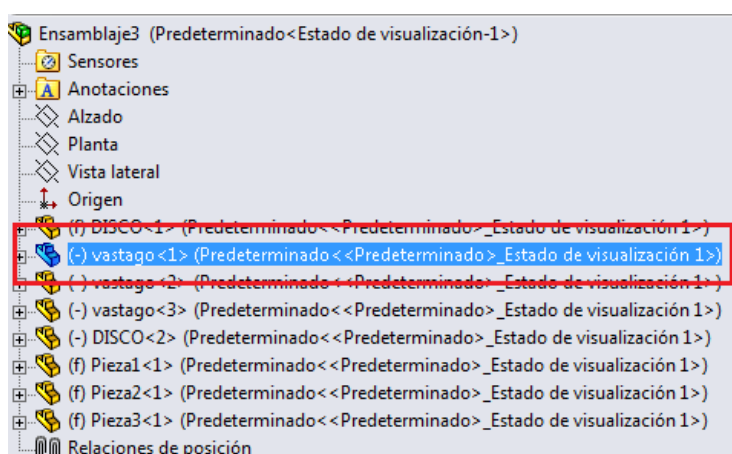 Ensamblaje3 (Predeterminado<Estado de visualización-1>)
Sensores
A Anotaciones
Alzado
Planta
Vista lateral
Origen
(f) DISCO<1> (Predeterminado<<Predeterminado>_Estado de visualización 1>)
(-) vastago<1> (Predeterminado<<Predeterminado>_Estado de visualización 1>)
(-) vastago<2> (Predeterminado<<Predeterminado>_Estado de visualización 1>)
(-) vastago<3> (Predeterminado<<Predeterminado>_Estado de visualización 1>)
(-) DISCO<2> (Predeterminado<<Predeterminado>_Estado de visualización 1>)
(f) Pieza1<1> (Predeterminado<<Predeterminado>_Estado de visualización 1>)
(f) Pieza2<1> (Predeterminado<<Predeterminado>_Estado de visualización 1>)
(f) Pieza3<1> (Predeterminado<<Predeterminado>_Estado de visualización 1>)
Relaciones de posición